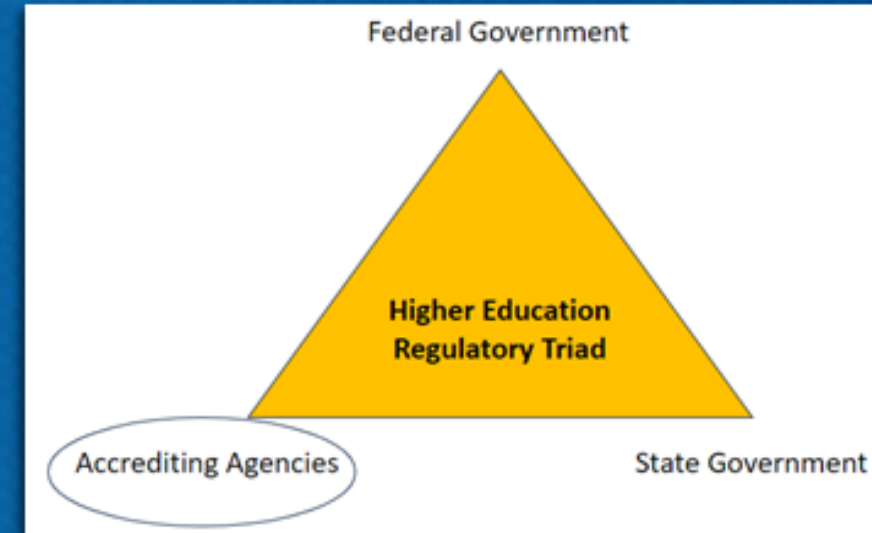 Federal Government
Higher Education
Regulatory Triad
Accrediting Agencies
State Government